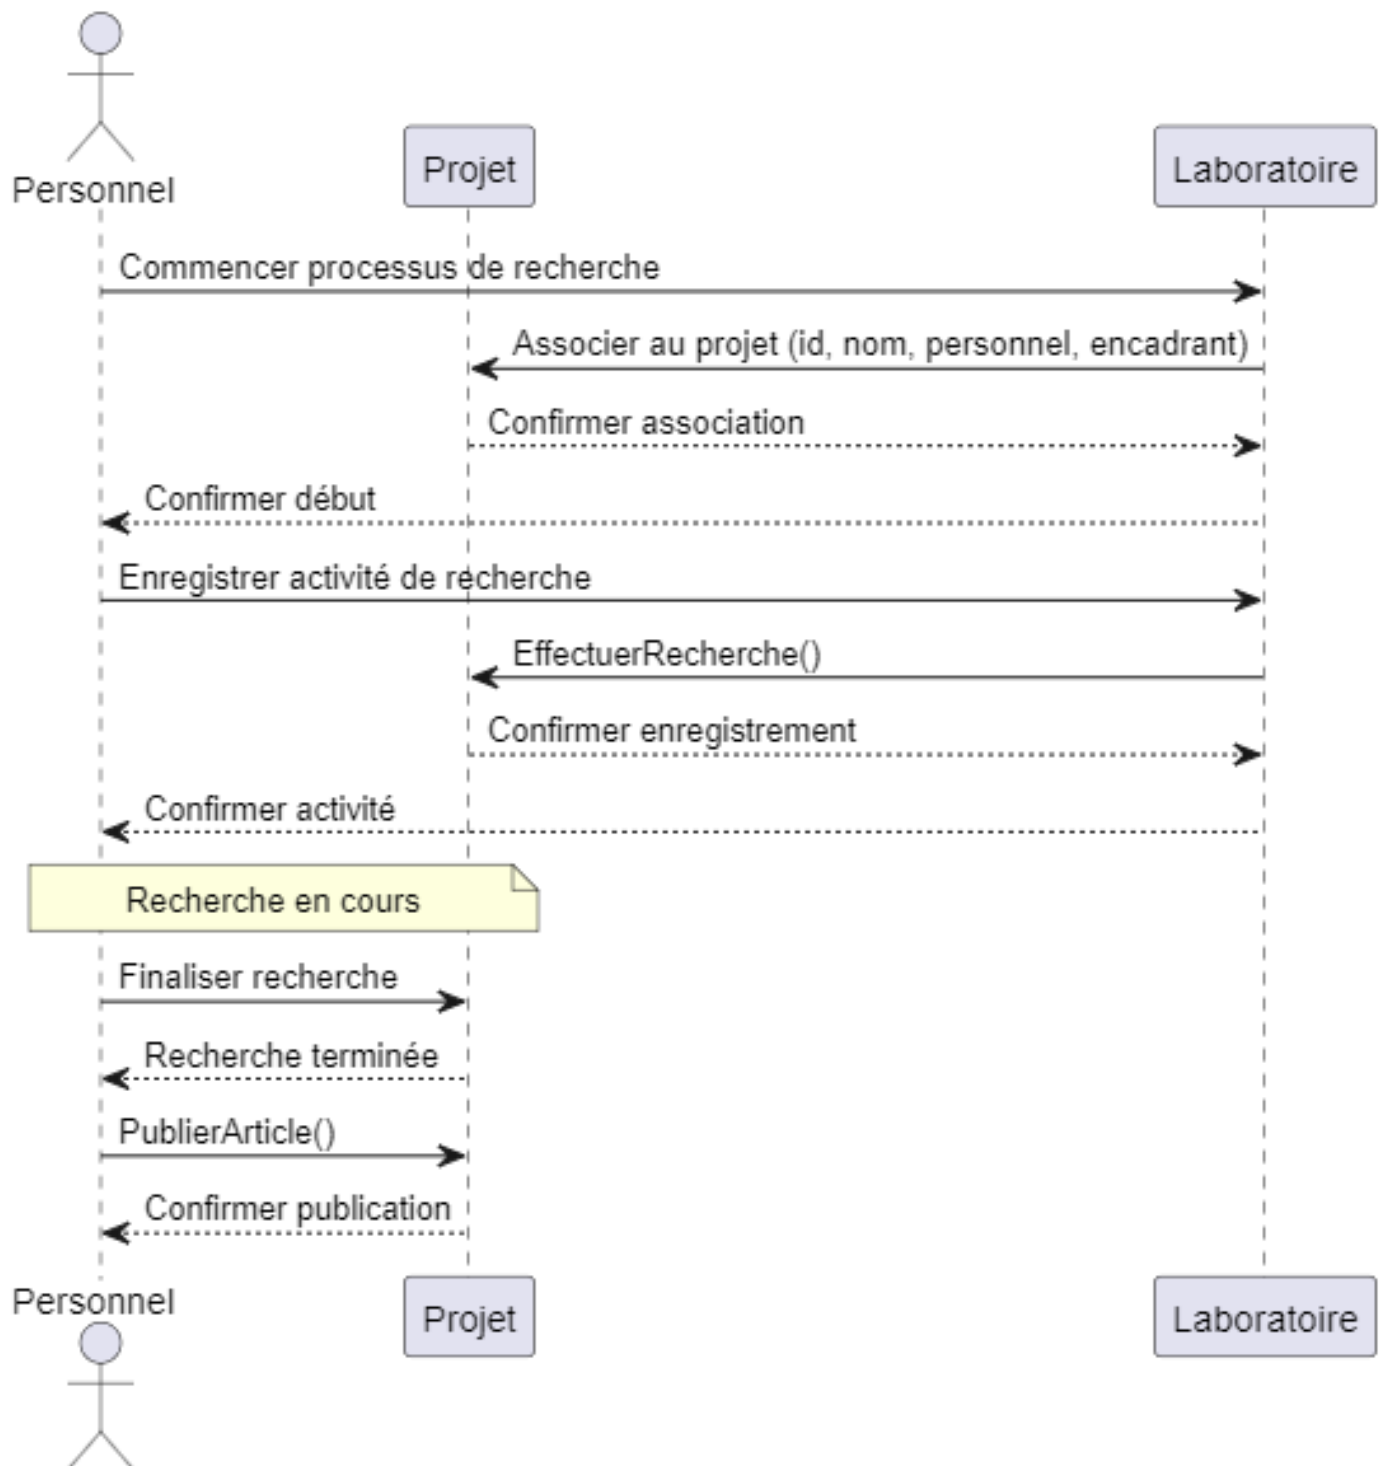 Personnel
Projet
Laboratoire
Commencer processus de recherche
Associer au projet (id, nom, personnel, encadrant)
Confirmer association
Confirmer début
Enregistrer activité de recherche
EffectuerRecherche()
Confirmer enregistrement
Confirmer activité
Recherche en cours
Finaliser recherche
Recherche terminée
PublierArticle()
Confirmer publication
Personnel
Projet
Laboratoire